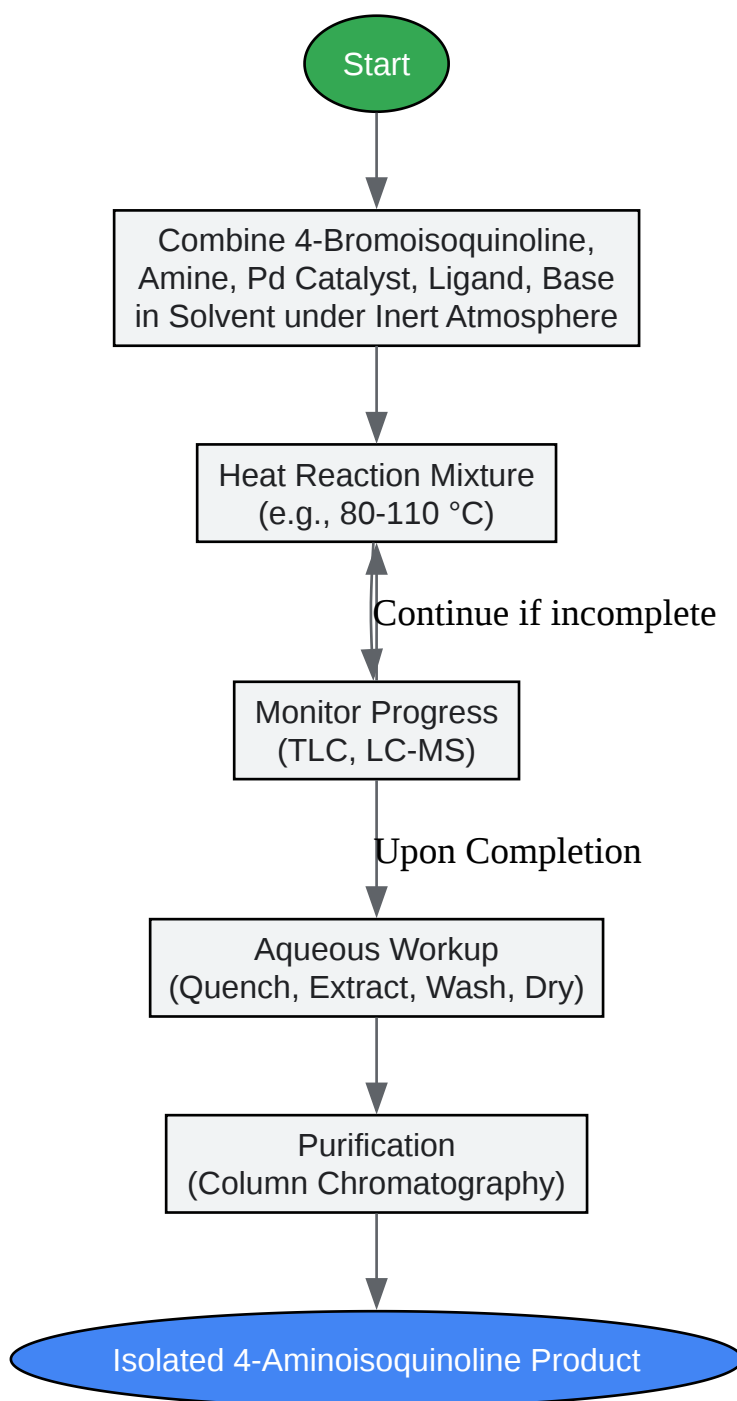 Start
Combine 4-Bromoisoquinoline,
Amine, Pd Catalyst, Ligand, Base
in Solvent under Inert Atmosphere
Heat Reaction Mixture
(e.g., 80-110 °C)
Continue if incomplete
Monitor Progress
(TLC, LC-MS)
Upon Completion
Aqueous Workup
(Quench, Extract, Wash, Dry)
Purification
(Column Chromatography)
Isolated 4-Aminoisoquinoline Product